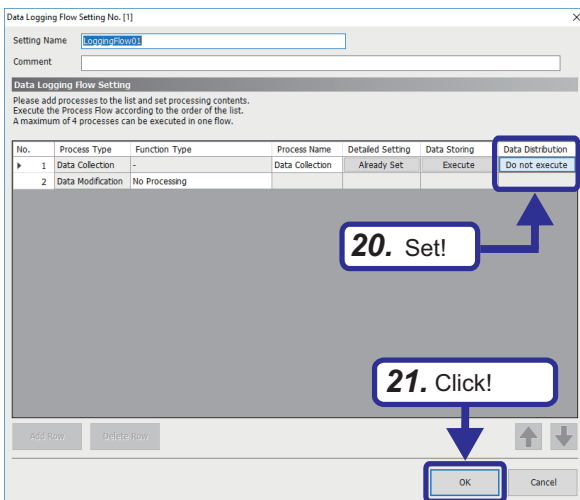 Data Logging Flow Setting No. [1]
Setting Name LoggingFlow01
Comment
Data Logging Flow Setting
Please add processes to the list and set processing contents.
Execute the Process Flow according to the order of the list.
A maximum of 4 processes can be executed in one flow.
No. Process Type Function Type Process Name Detailed Setting Data Storing Data Distribution
1 Data Collection - Data Collection Already Set Execute Do not execute
2 Data Modification No Processing
20. Set!
21. Click!
Add Row Delete Row
OK Cancel